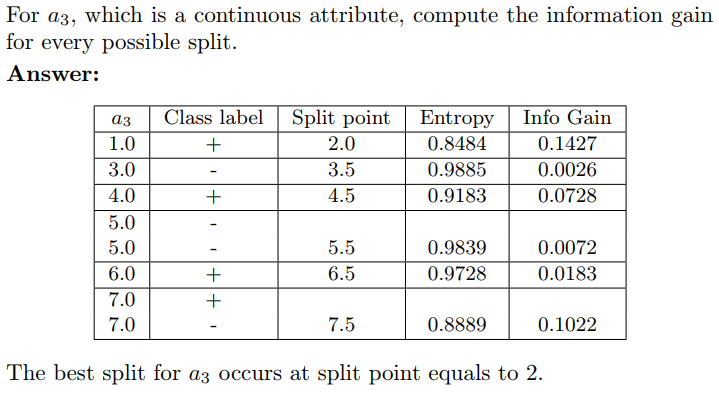 For a3, which is a continuous attribute, compute the information gain
for every possible split.
Answer:
a3 Class label Split point Entropy Info Gain
1.0 + 2.0 0.8484 0.1427
3.0 - 3.5 0.9885 0.0026
4.0 + 4.5 0.9183 0.0728
5.0 -
5.0 - 5.5 0.9839 0.0072
6.0 + 6.5 0.9728 0.0183
7.0 +
7.0 - 7.5 0.8889 0.1022
The best split for a3 occurs at split point equals to 2.